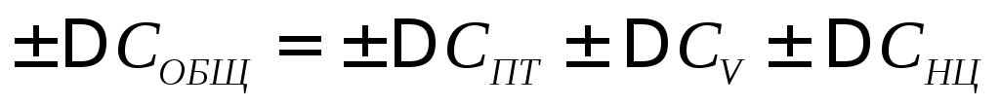 ±DC_ОБЩ = ±DC_ПТ ±DC_V ±DC_НЦ